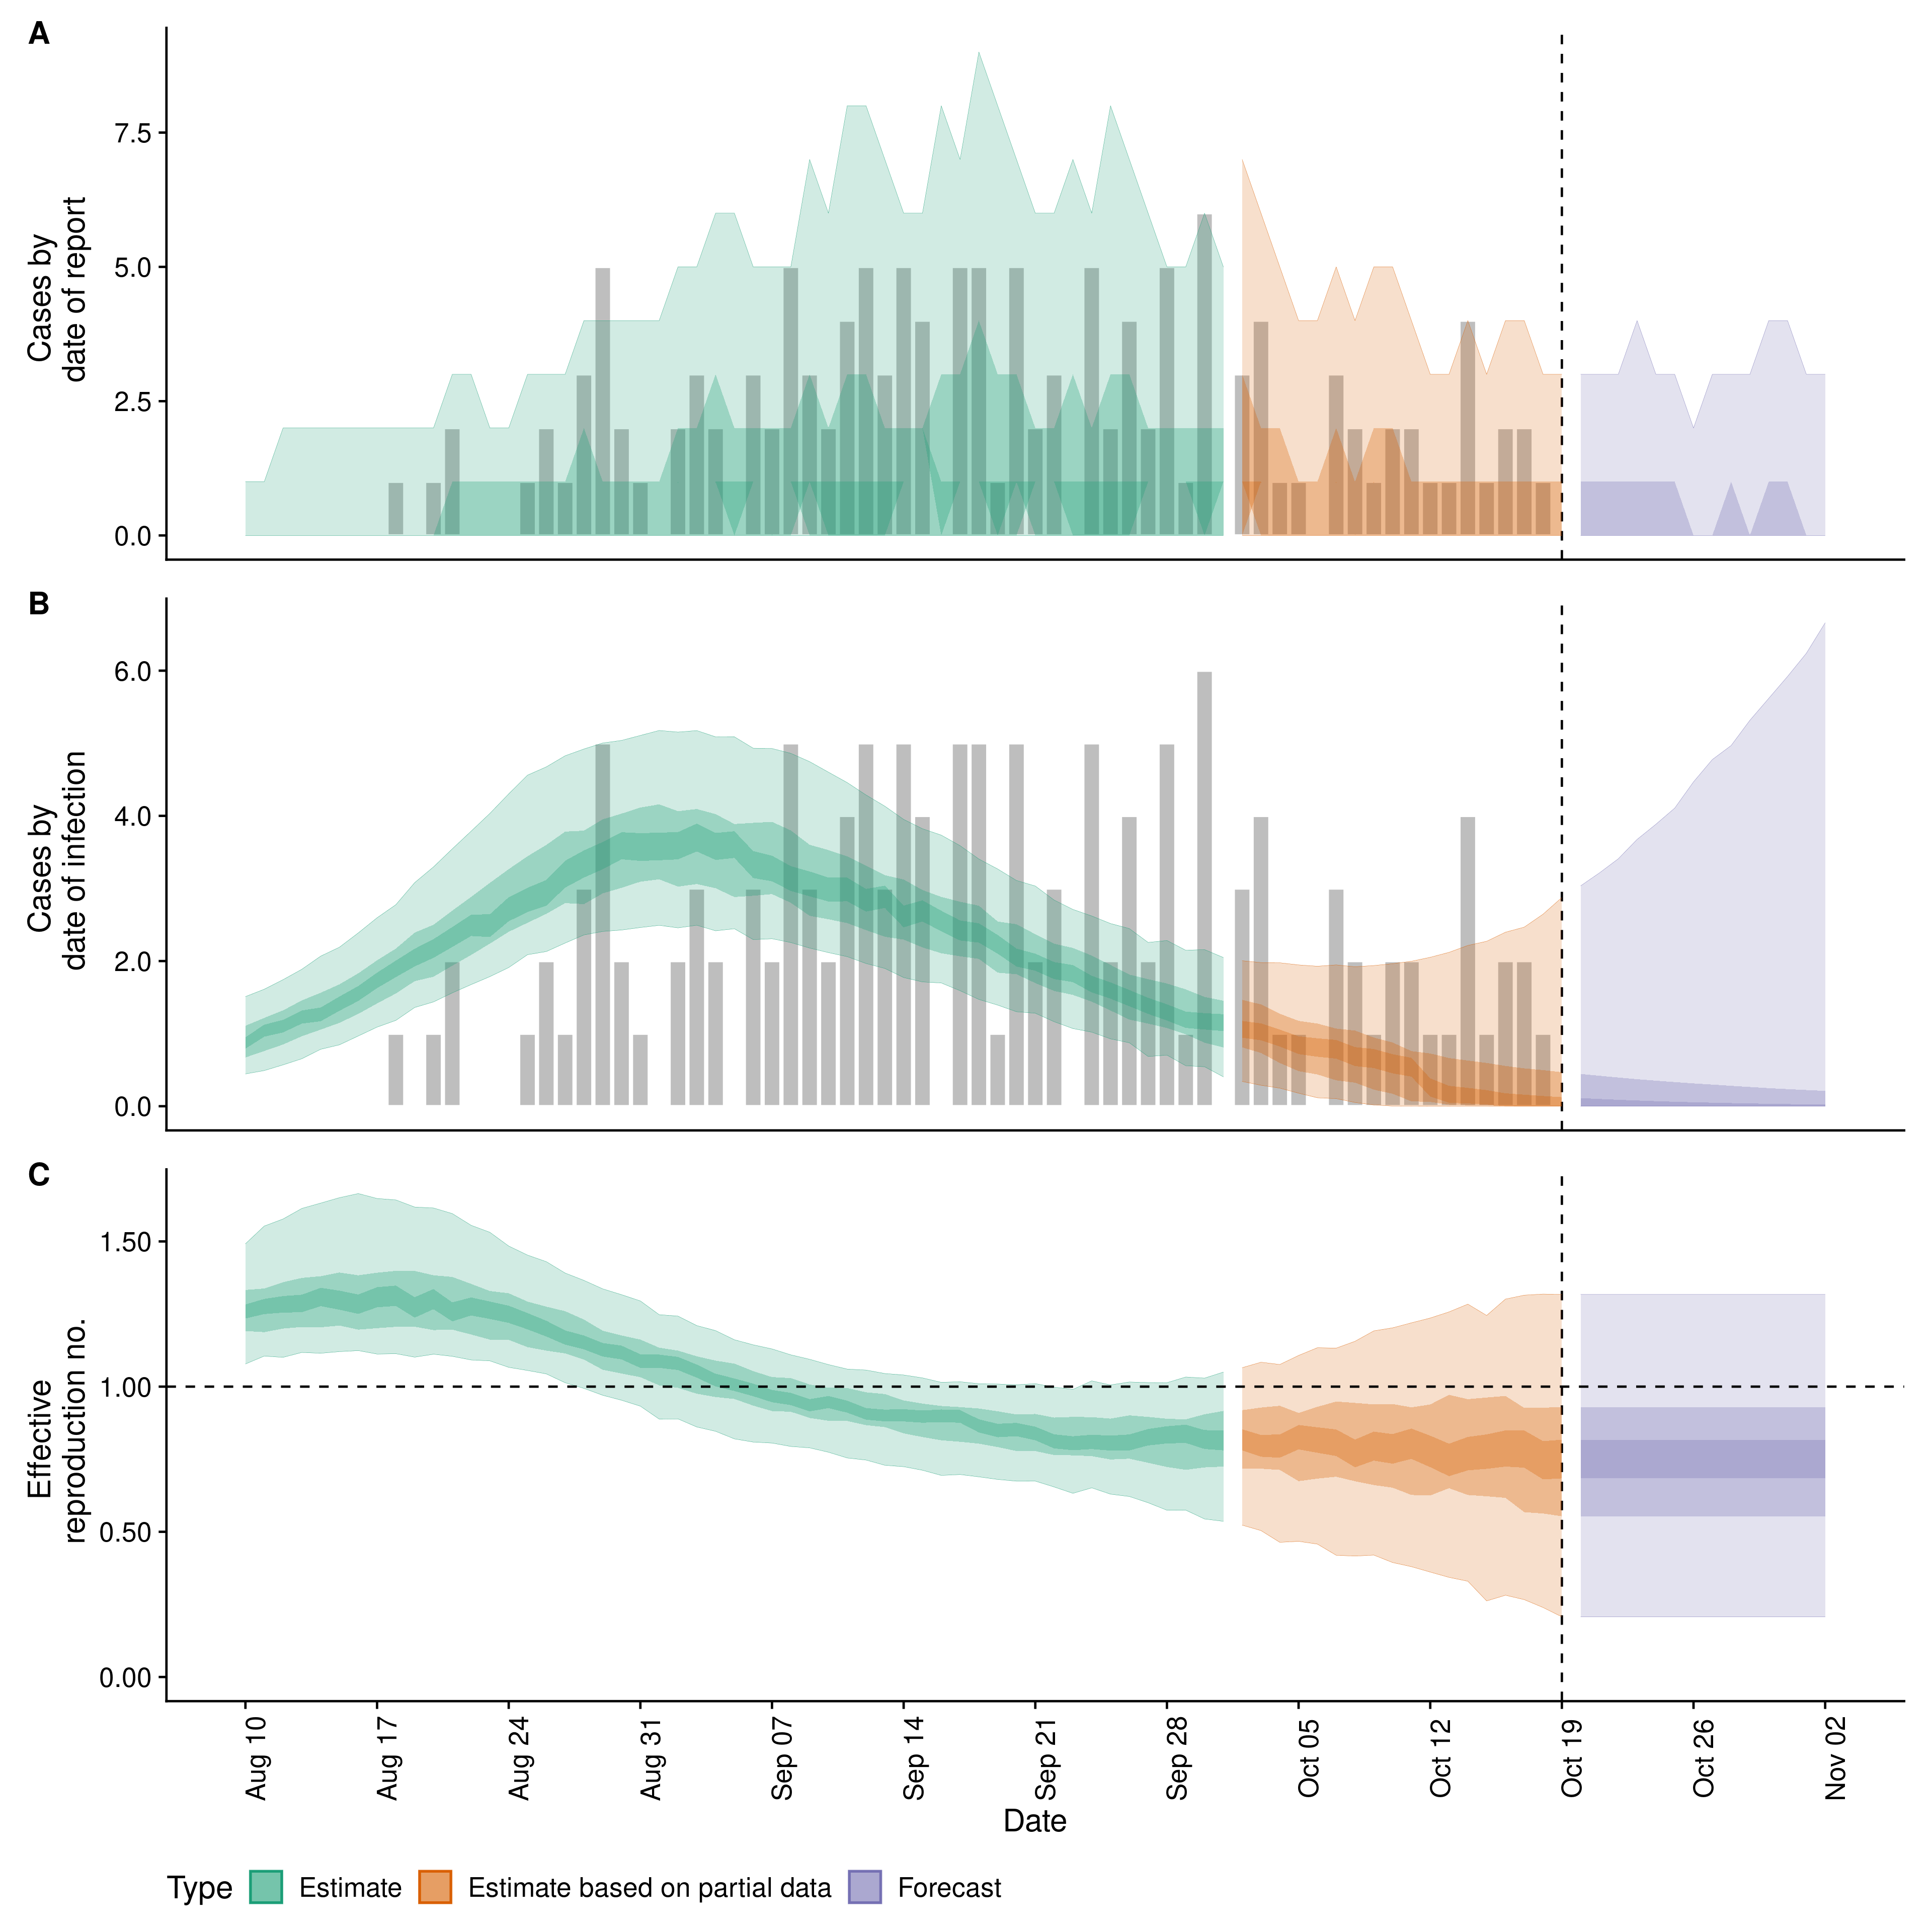 A
Cases by
date of report
7.5
5.0
2.5
0.0
B
Cases by
date of infection
6.0
4.0
2.0
0.0
C
Effective
reproduction no.
1.50
1.00
0.50
0.00
Aug 10
Aug 17
Aug 24
Aug 31
Sep 07
Sep 14
Sep 21
Sep 28
Oct 05
Oct 12
Oct 19
Oct 26
Nov 02
Date
Type Estimate Estimate based on partial data Forecast